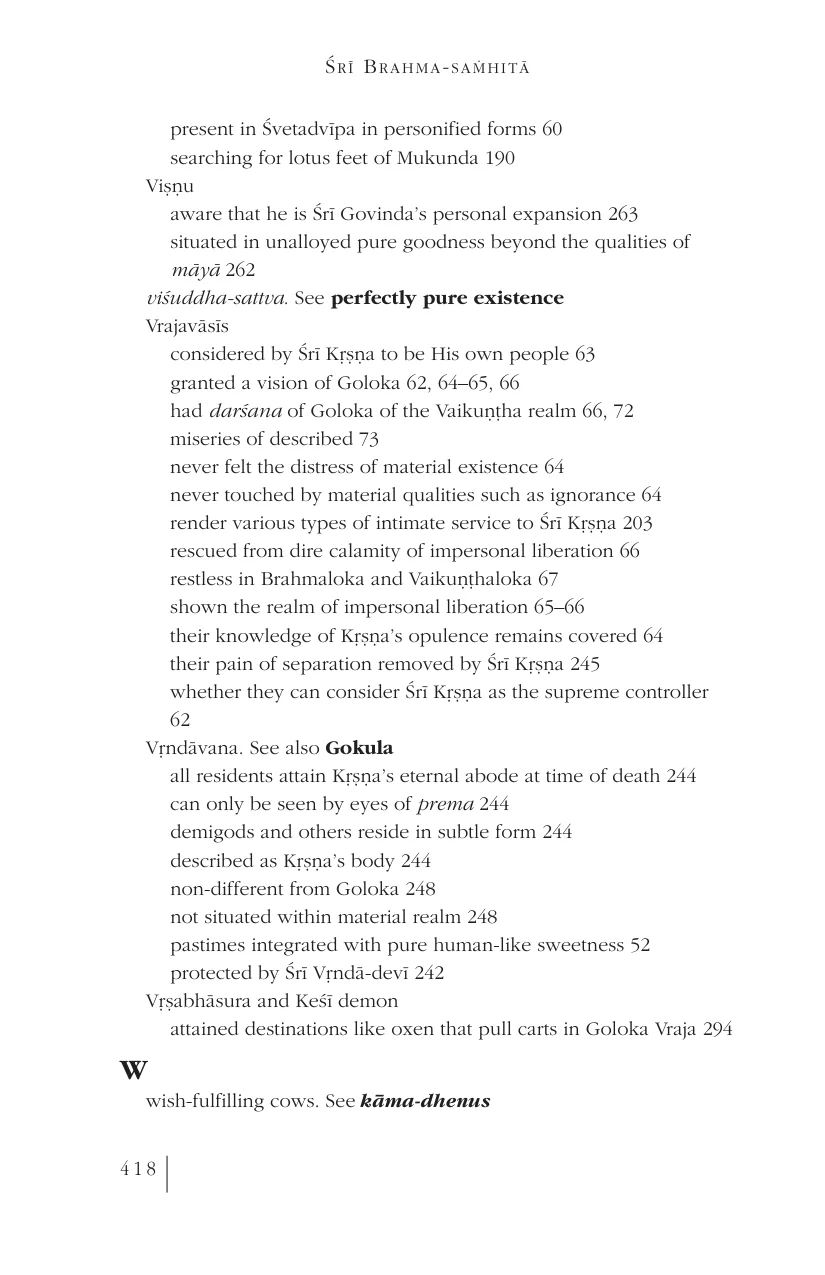 Śrī Brahma-saṁhitā
present in Śvetadvīpa in personified forms 60
searching for lotus feet of Mukunda 190
Viṣṇu
aware that he is Śrī Govinda’s personal expansion 263
situated in unalloyed pure goodness beyond the qualities of
māyā 262
viśuddha-sattva. See perfectly pure existence
Vrajavāsīs
considered by Śrī Kṛṣṇa to be His own people 63
granted a vision of Goloka 62, 64–65, 66
had darśana of Goloka of the Vaikuṇṭha realm 66, 72
miseries of described 73
never felt the distress of material existence 64
never touched by material qualities such as ignorance 64
render various types of intimate service to Śrī Kṛṣṇa 203
rescued from dire calamity of impersonal liberation 66
restless in Brahmaloka and Vaikuṇṭhaloka 67
shown the realm of impersonal liberation 65–66
their knowledge of Kṛṣṇa’s opulence remains covered 64
their pain of separation removed by Śrī Kṛṣṇa 245
whether they can consider Śrī Kṛṣṇa as the supreme controller
62
Vṛndāvana. See also Gokula
all residents attain Kṛṣṇa’s eternal abode at time of death 244
can only be seen by eyes of prema 244
demigods and others reside in subtle form 244
described as Kṛṣṇa’s body 244
non-different from Goloka 248
not situated within material realm 248
pastimes integrated with pure human-like sweetness 52
protected by Śrī Vṛndā-devī 242
Vṛṣabhāsura and Keśī demon
attained destinations like oxen that pull carts in Goloka Vraja 294
W
wish-fulfilling cows. See kāma-dhenus
418